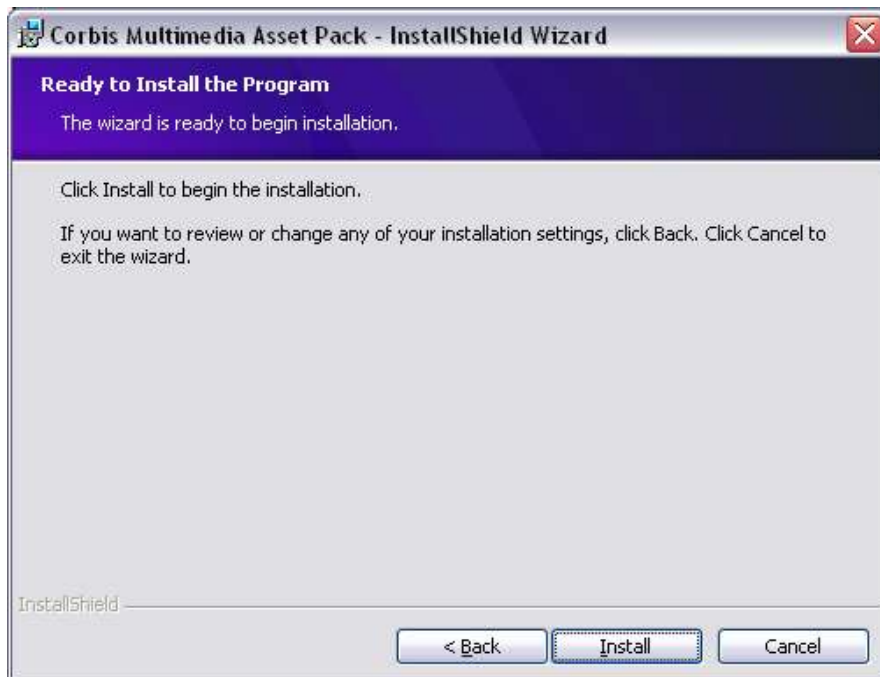 Corbis Multimedia Asset Pack - InstallShield Wizard
Ready to Install the Program
The wizard is ready to begin installation.
Click Install to begin the installation.
If you want to review or change any of your installation settings, click Back. Click Cancel to
exit the wizard.
InstallShield
< Back
Install
Cancel